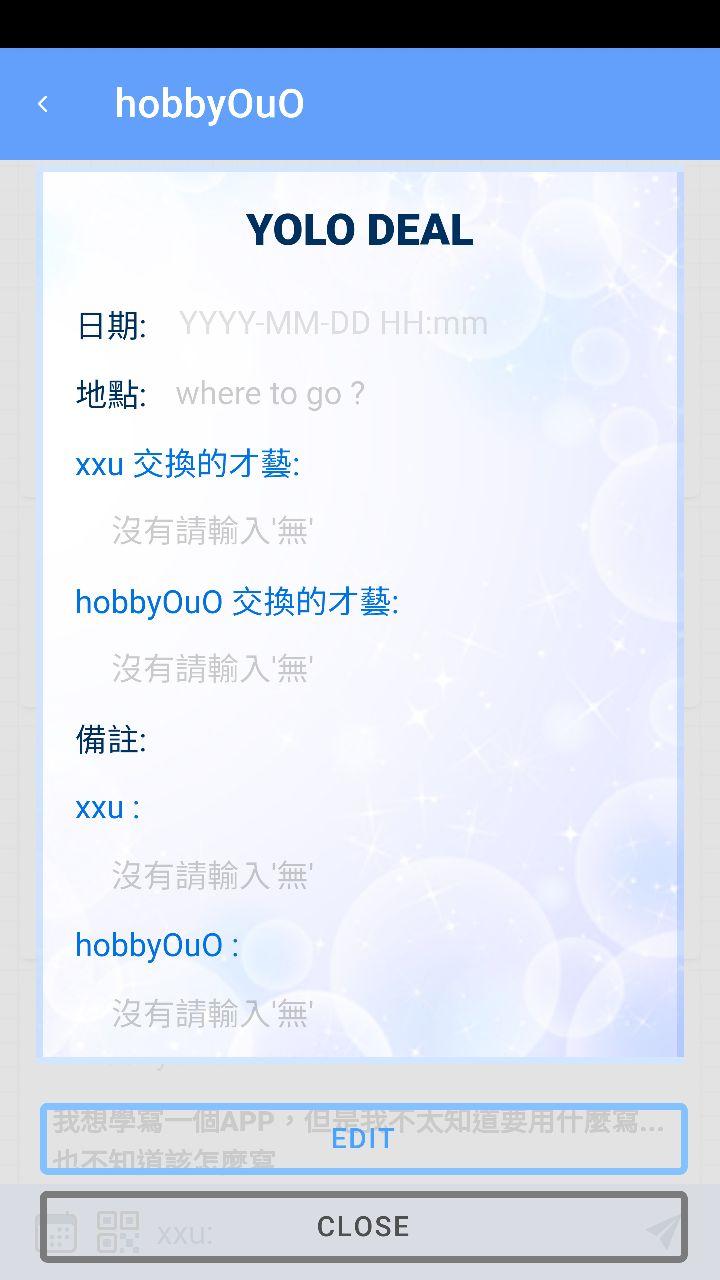 hobbyOuO
YOLO DEAL
日期: YYYY-MM-DD HH:mm
地點: where to go ?
xxu 交換的才藝:
沒有請輸入'無'
hobbyOuO 交換的才藝:
沒有請輸入'無'
備註:
xxu :
沒有請輸入'無'
hobbyOuO :
沒有請輸入'無'
我想學寫一個APP，但是我不太知道要用什麼寫...
EDIT
也不知道該怎麼寫
CLOSE
xxu: